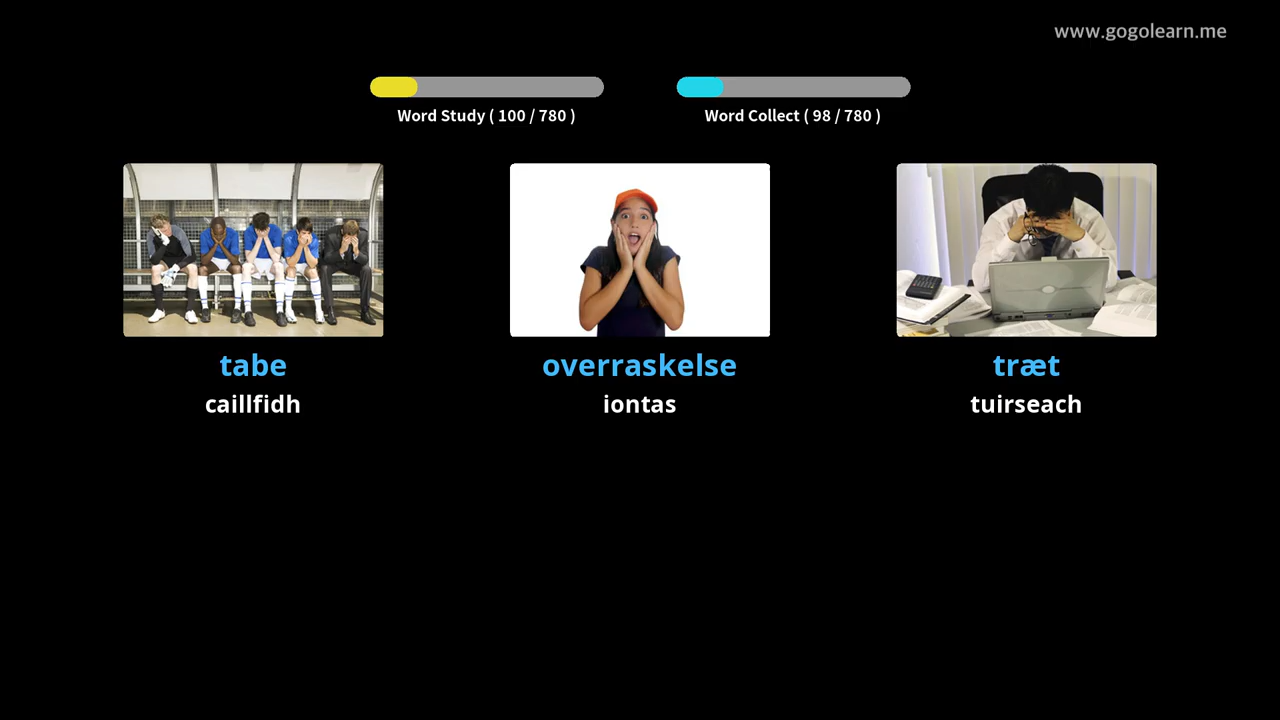 www.gogolearn.me
Word Study ( 100 / 780 )
Word Collect ( 98 / 780 )
tabe
overraskelse
træt
caillfidh
iontas
tuirseach